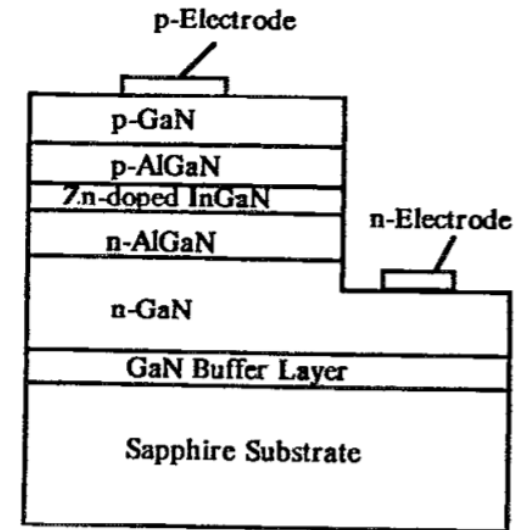 p-Electrode
p-GaN
p-AlGaN
Zn-doped InGaN
n-AlGaN
n-Electrode
n-GaN
GaN Buffer Layer
Sapphire Substrate